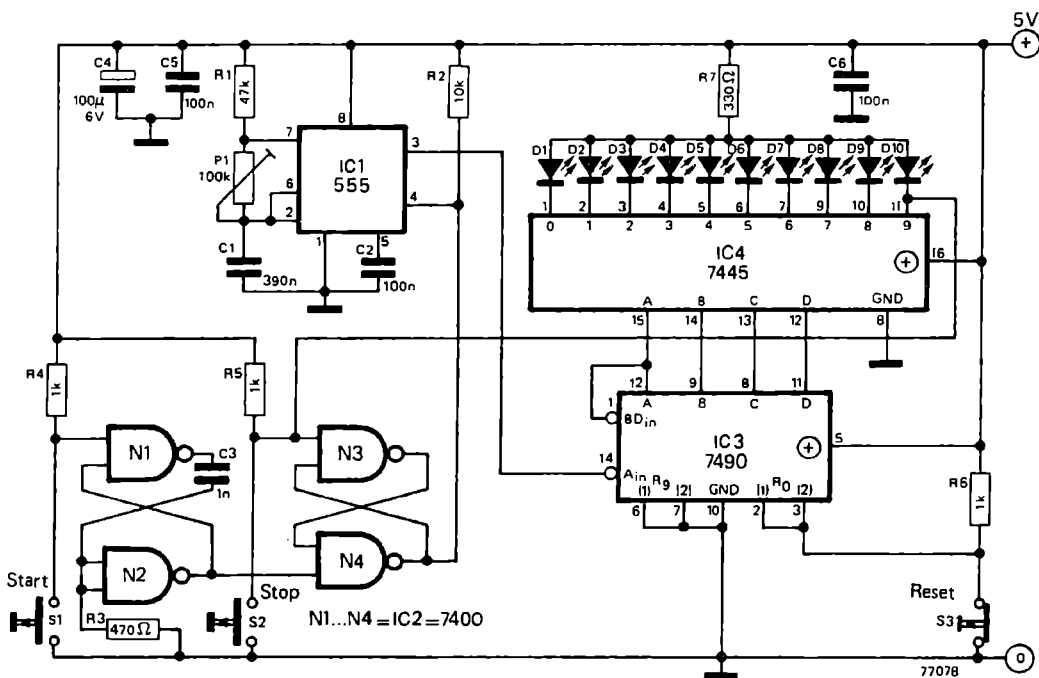 5V
+
C4
100µ
6V
C5
100n
R1
47k
P1
100k
C1
390n
7
6
2
8
IC1
555
3
4
1
5
C2
100n
R2
10k
R7
330Ω
C6
100n
D1 D2 D3 D4 D5 D6 D7 D8 D9 D10
1 2 3 4 5 6 7 9 10 11
0 1 2 3 4 5 6 7 8 9
IC4
7445
+
16
A B C D GND
15 14 13 12 8
12 9 8 11
A B C D
1
BDin
IC3
7490
+
5
14
Ain R9 R0
(1) (2) GND (1) (2)
6 7 10 2 3
R4
1k
R5
1k
R6
1k
N1
C3
1n
N3
N2
N4
Start
S1
R3
470Ω
Stop
S2
N1...N4 = IC2 = 7400
Reset
S3
0
77078